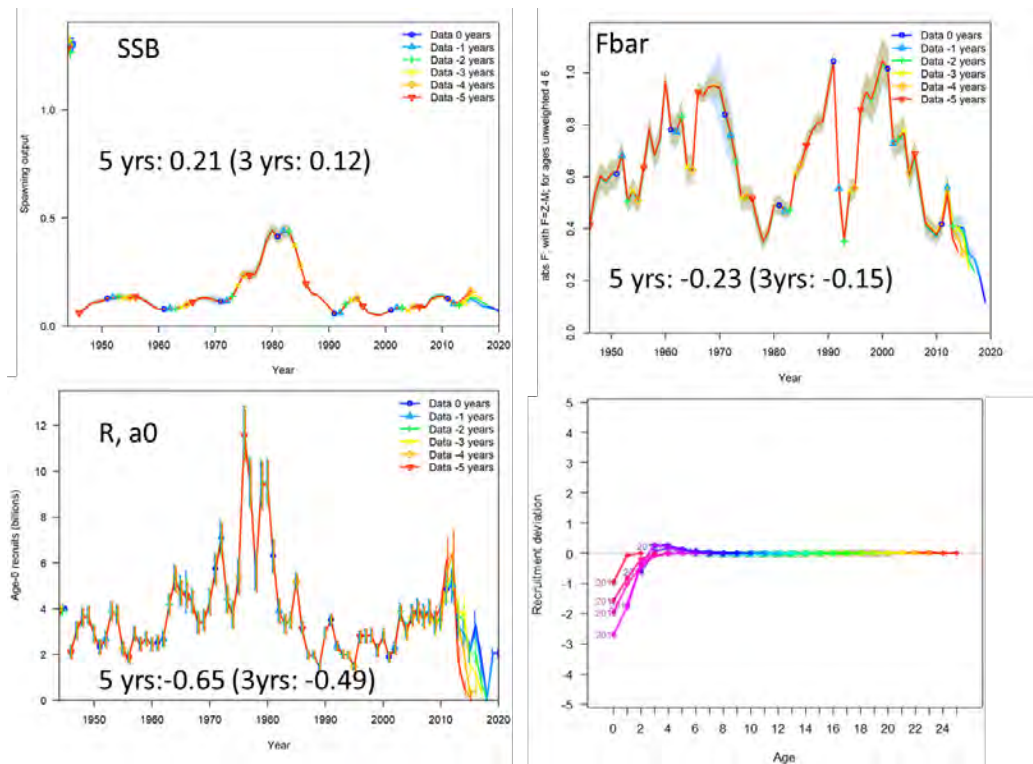 SSB
Data 0 years
Data -1 years
Data -2 years
Data -3 years
Data -4 years
Data -5 years
5 yrs: 0.21 (3 yrs: 0.12)
Spawning output
0.0 0.5 1.0
1950 1960 1970 1980 1990 2000 2010 2020
Year
Fbar
Data 0 years
Data -1 years
Data -2 years
Data -3 years
Data -4 years
Data -5 years
5 yrs: -0.23 (3yrs: -0.15)
abs F; with F=Z-M; for ages unweighted 4 6
0.0 0.2 0.4 0.6 0.8 1.0
1950 1960 1970 1980 1990 2000 2010 2020
Year
R, a0
Data 0 years
Data -1 years
Data -2 years
Data -3 years
Data -4 years
Data -5 years
5 yrs:-0.65 (3yrs: -0.49)
Age-0 recruits (billions)
0 2 4 6 8 10 12
1950 1960 1970 1980 1990 2000 2010 2020
Year
Recruitment deviation
5
4
3
2
1
0
-1
-2
-3
-4
-5
0 2 4 6 8 10 12 14 16 18 20 22 24
Age